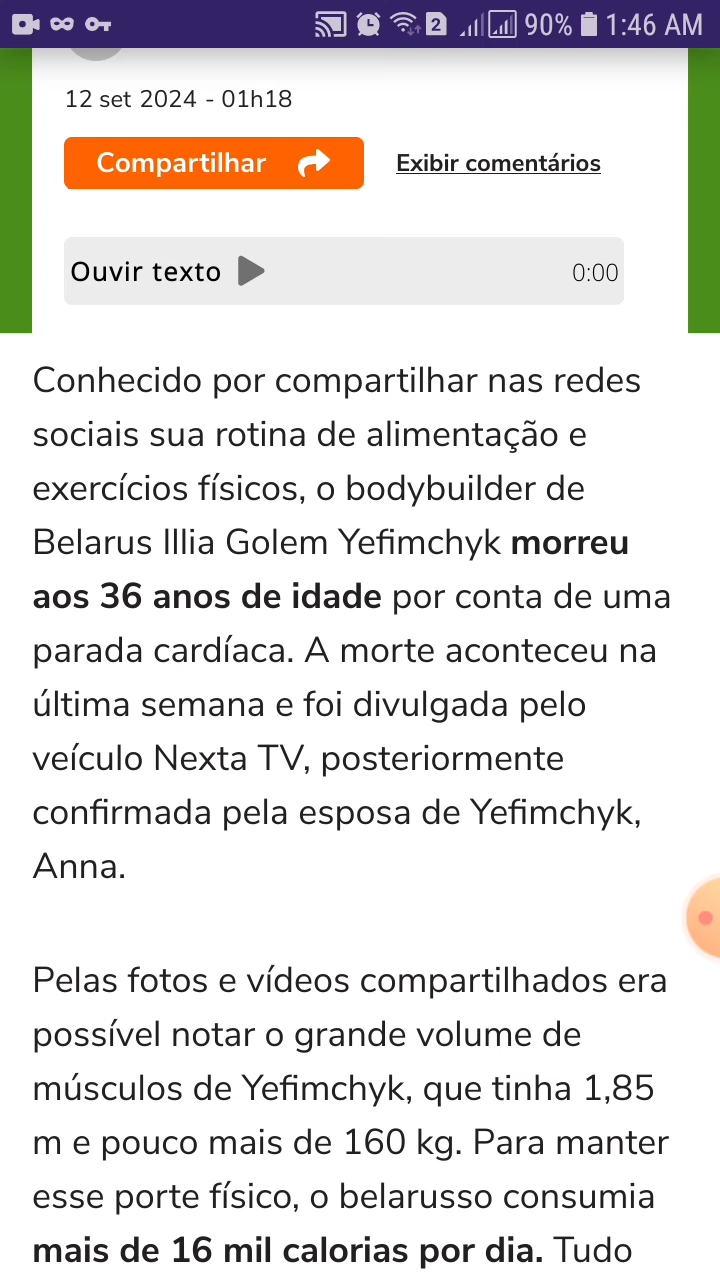 2 90% 1:46 AM
12 set 2024 - 01h18
Compartilhar Exibir comentários
Ouvir texto 0:00
Conhecido por compartilhar nas redes
sociais sua rotina de alimentação e
exercícios físicos, o bodybuilder de
Belarus Illia Golem Yefimchyk morreu
aos 36 anos de idade por conta de uma
parada cardíaca. A morte aconteceu na
última semana e foi divulgada pelo
veículo Nexta TV, posteriormente
confirmada pela esposa de Yefimchyk,
Anna.
Pelas fotos e vídeos compartilhados era
possível notar o grande volume de
músculos de Yefimchyk, que tinha 1,85
m e pouco mais de 160 kg. Para manter
esse porte físico, o belarusso consumia
mais de 16 mil calorias por dia. Tudo